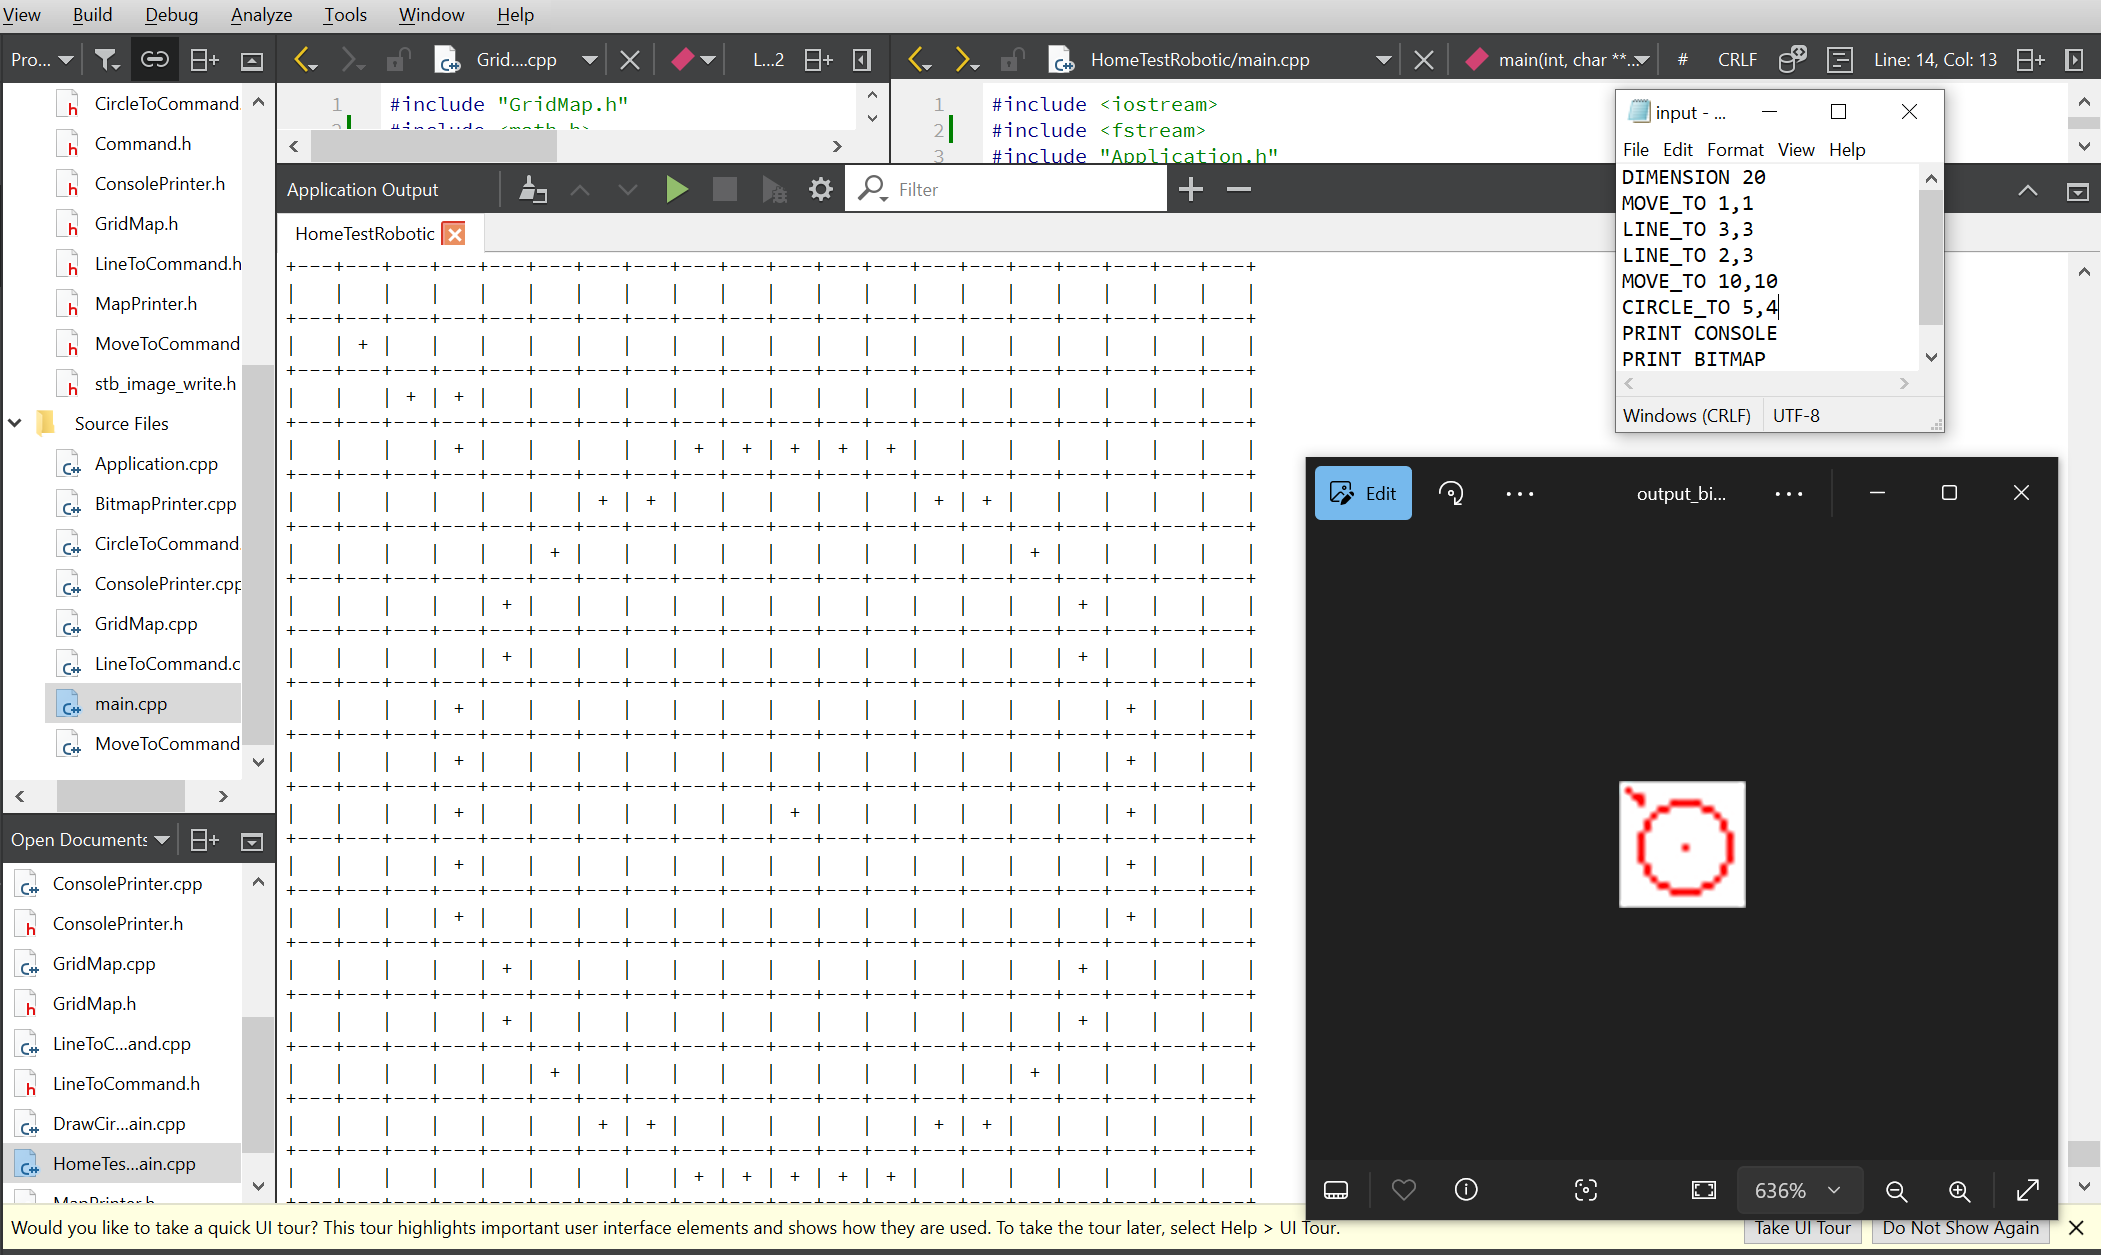 View Build Debug Analyze Tools Window Help
Pro...
Grid....cpp
L...2
HomeTestRobotic/main.cpp
main(int, char **...
#
CRLF
Line: 14, Col: 13
CircleToCommand.
Command.h
ConsolePrinter.h
GridMap.h
LineToCommand.h
MapPrinter.h
MoveToCommand
stb_image_write.h
Source Files
Application.cpp
BitmapPrinter.cpp
CircleToCommand.
ConsolePrinter.cpp
GridMap.cpp
LineToCommand.c
main.cpp
MoveToCommand
Open Documents
ConsolePrinter.cpp
ConsolePrinter.h
GridMap.cpp
GridMap.h
LineToC...and.cpp
LineToCommand.h
DrawCir...ain.cpp
HomeTes...ain.cpp
MapPrinter.h
1 #include "GridMap.h"
2 #include <math.h>
1 #include <iostream>
2 #include <fstream>
3 #include "Application.h"
Application Output
Filter
HomeTestRobotic
input - ...
File Edit Format View Help
DIMENSION 20
MOVE_TO 1,1
LINE_TO 3,3
LINE_TO 2,3
MOVE_TO 10,10
CIRCLE_TO 5,4
PRINT CONSOLE
PRINT BITMAP
Windows (CRLF) UTF-8
Edit
output_bi...
636%
Would you like to take a quick UI tour? This tour highlights important user interface elements and shows how they are used. To take the tour later, select Help > UI Tour.
Take UI Tour
Do Not Show Again